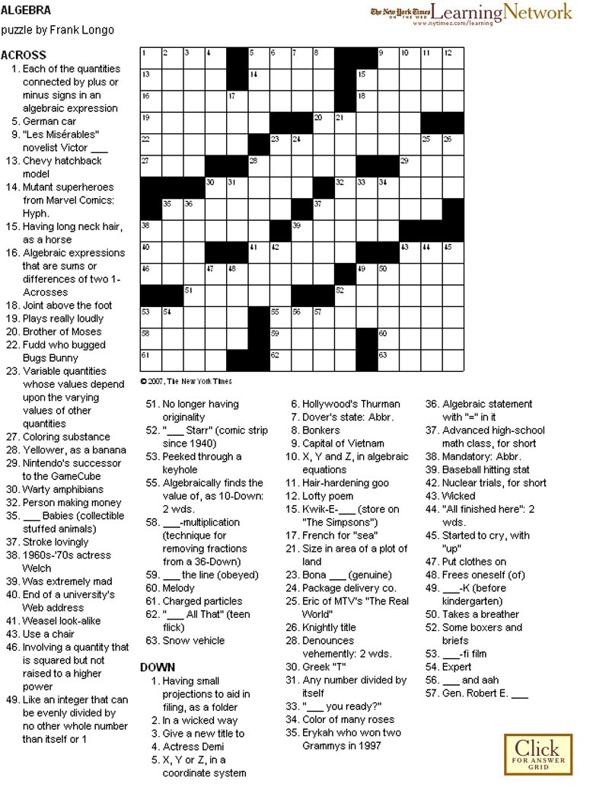 ALGEBRA
puzzle by Frank Longo
The New York Times
ON THE WEB
Learning Network
www.nytimes.com/learning
ACROSS
1. Each of the quantities
connected by plus or
minus signs in an
algebraic expression
5. German car
9. "Les Misérables"
novelist Victor ___
13. Chevy hatchback
model
14. Mutant superheroes
from Marvel Comics:
Hyph.
15. Having long neck hair,
as a horse
16. Algebraic expressions
that are sums or
differences of two 1-
Acrosses
18. Joint above the foot
19. Plays really loudly
20. Brother of Moses
22. Fudd who bugged
Bugs Bunny
23. Variable quantities
whose values depend
upon the varying
values of other
quantities
27. Coloring substance
28. Yellower, as a banana
29. Nintendo's successor
to the GameCube
30. Warty amphibians
32. Person making money
35. ___ Babies (collectible
stuffed animals)
37. Stroke lovingly
38. 1960s-'70s actress
Welch
39. Was extremely mad
40. End of a university's
Web address
41. Weasel look-alike
43. Use a chair
46. Involving a quantity that
is squared but not
raised to a higher
power
49. Like an integer that can
be evenly divided by
no other whole number
than itself or 1
1 2 3 4 5 6 7 8 9 10 11 12
13 14 15
16 17 18
19 20 21
22 23 24 25 26
27 28 29
30 31 32 33 34
35 36 37
38 39
40 41 42 43 44 45
46 47 48 49 50
51 52
53 54 55 56 57
58 59 60
61 62 63
© 2007, The New York Times
51. No longer having
originality
52. "___ Starr" (comic strip
since 1940)
53. Peeked through a
keyhole
55. Algebraically finds the
value of, as 10-Down:
2 wds.
58. ___-multiplication
(technique for
removing fractions
from a 36-Down)
59. ___ the line (obeyed)
60. Melody
61. Charged particles
62. "___ All That" (teen
flick)
63. Snow vehicle
DOWN
1. Having small
projections to aid in
filing, as a folder
2. In a wicked way
3. Give a new title to
4. Actress Demi
5. X, Y or Z, in a
coordinate system
6. Hollywood's Thurman
7. Dover's state: Abbr.
8. Bonkers
9. Capital of Vietnam
10. X, Y and Z, in algebraic
equations
11. Hair-hardening goo
12. Lofty poem
15. Kwik-E-___ (store on
"The Simpsons")
17. French for "sea"
21. Size in area of a plot of
land
23. Bona ___ (genuine)
24. Package delivery co.
25. Eric of MTV's "The Real
World"
26. Knightly title
28. Denounces
vehemently: 2 wds.
30. Greek "T"
31. Any number divided by
itself
33. "___ you ready?"
34. Color of many roses
35. Erykah who won two
Grammys in 1997
36. Algebraic statement
with "=" in it
37. Advanced high-school
math class, for short
38. Mandatory: Abbr.
39. Baseball hitting stat
42. Nuclear trials, for short
43. Wicked
44. "All finished here": 2
wds.
45. Started to cry, with
"up"
47. Put clothes on
48. Frees oneself (of)
49. ___-K (before
kindergarten)
50. Takes a breather
52. Some boxers and
briefs
53. ___-fi film
54. Expert
56. ___ and aah
57. Gen. Robert E. ___
Click
FOR ANSWER
GRID